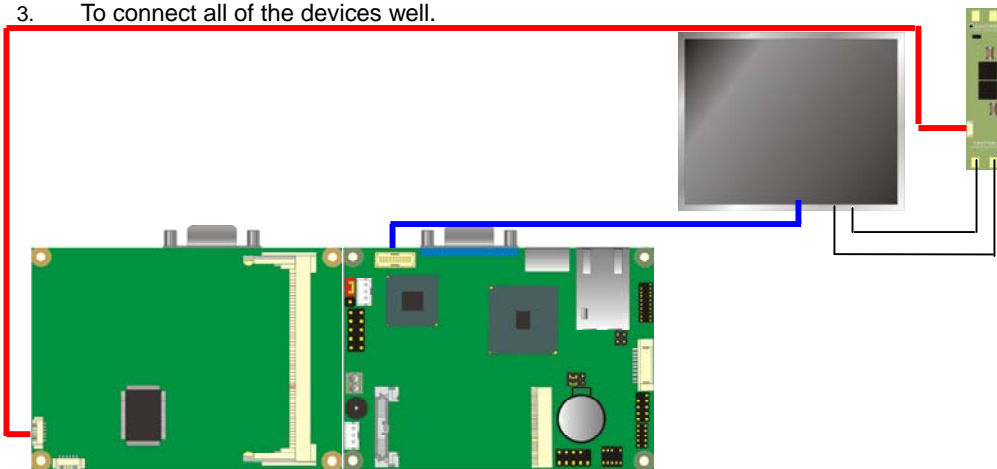 3. To connect all of the devices well.